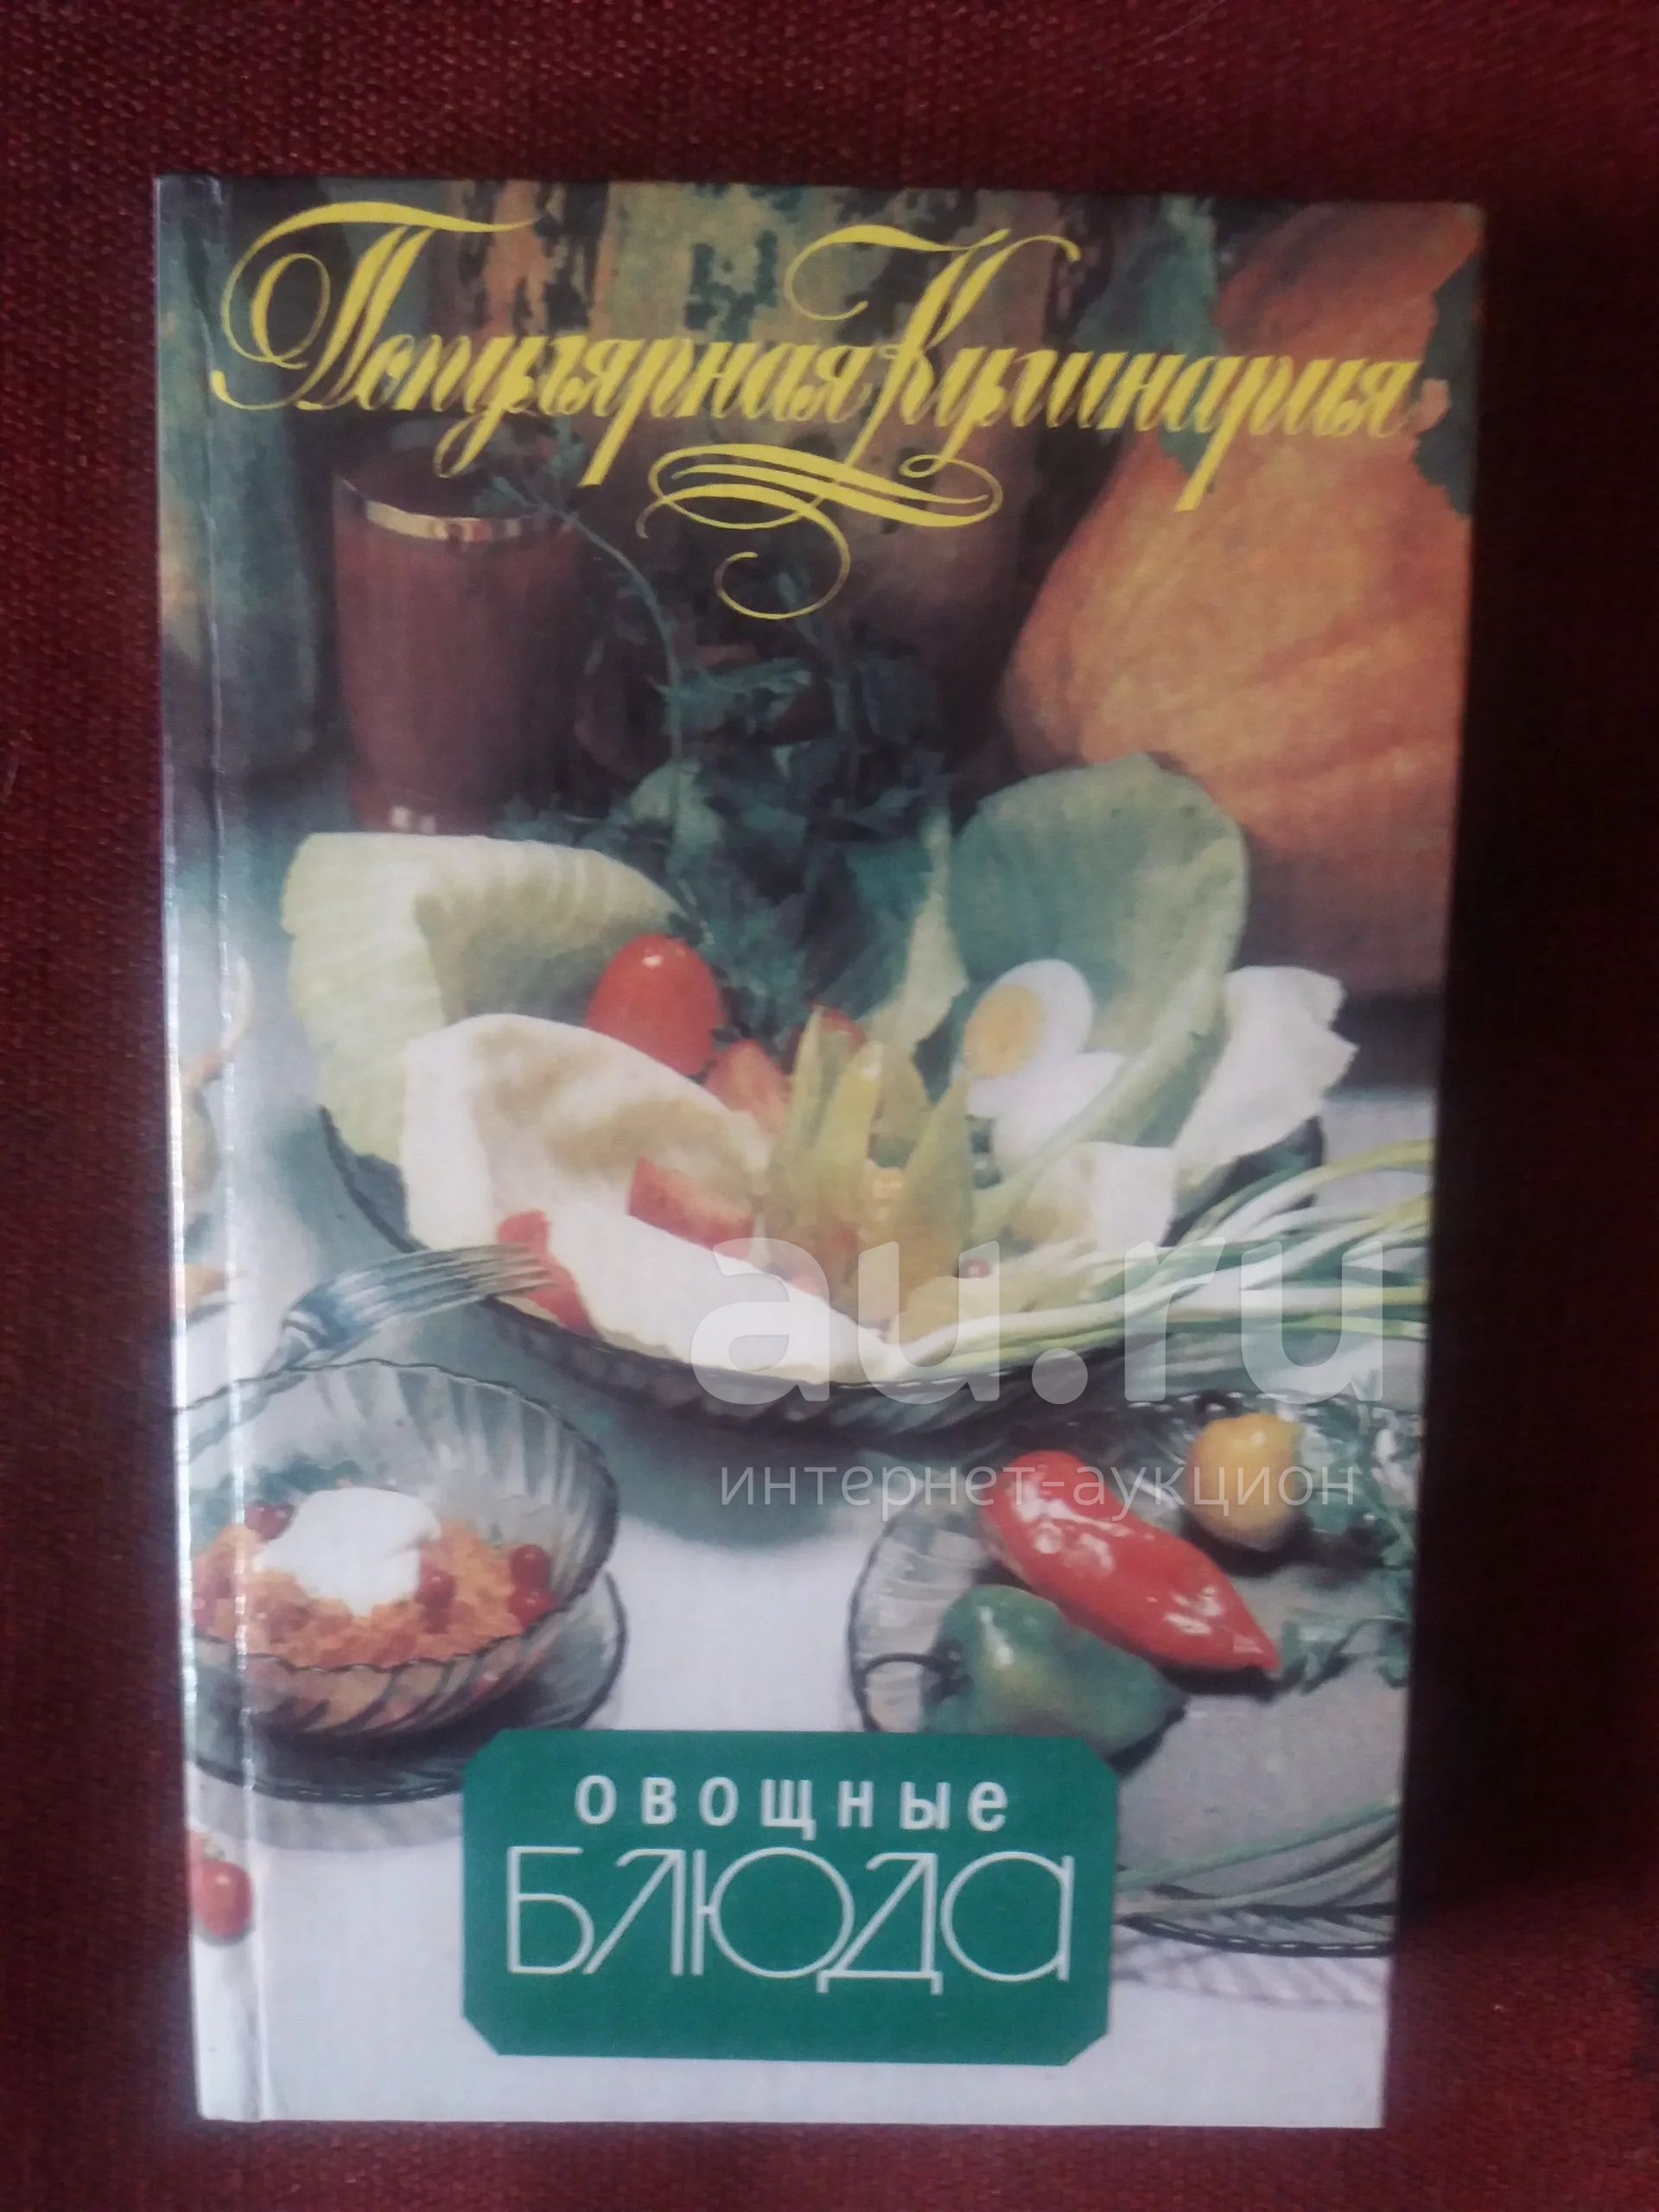 Популярная Кулинария
au.ru
интернет-аукцион
овощные
БЛЮДА